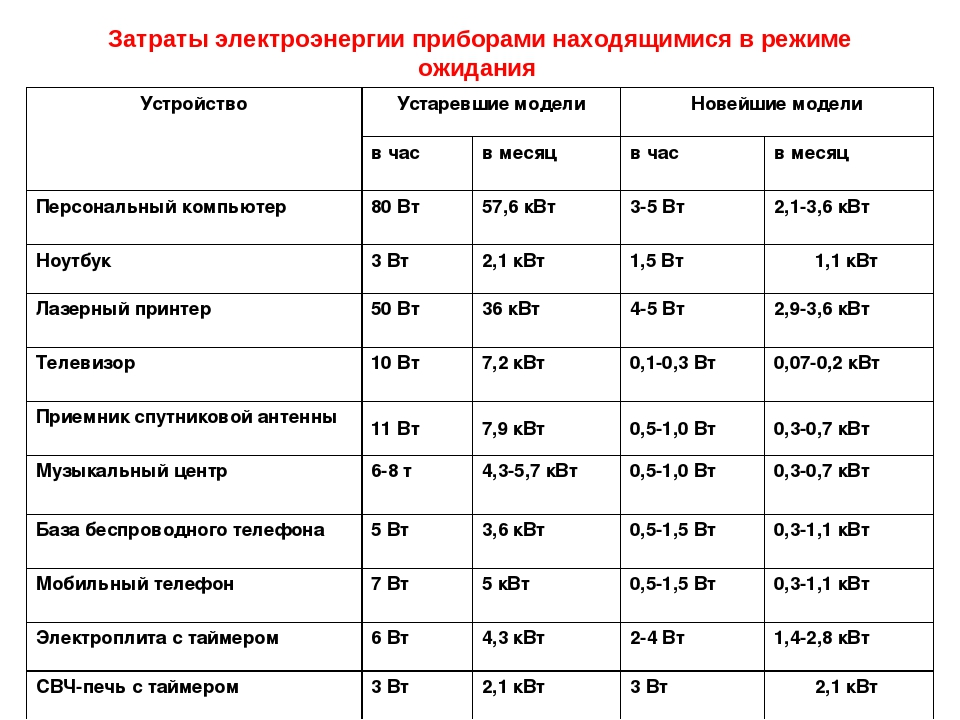 Затраты электроэнергии приборами находящимися в режиме
ожидания
Устройство Устаревшие модели Новейшие модели
в час в месяц в час в месяц
Персональный компьютер 80 Вт 57,6 кВт 3-5 Вт 2,1-3,6 кВт
Ноутбук 3 Вт 2,1 кВт 1,5 Вт 1,1 кВт
Лазерный принтер 50 Вт 36 кВт 4-5 Вт 2,9-3,6 кВт
Телевизор 10 Вт 7,2 кВт 0,1-0,3 Вт 0,07-0,2 кВт
Приемник спутниковой антенны 11 Вт 7,9 кВт 0,5-1,0 Вт 0,3-0,7 кВт
Музыкальный центр 6-8 т 4,3-5,7 кВт 0,5-1,0 Вт 0,3-0,7 кВт
База беспроводного телефона 5 Вт 3,6 кВт 0,5-1,5 Вт 0,3-1,1 кВт
Мобильный телефон 7 Вт 5 кВт 0,5-1,5 Вт 0,3-1,1 кВт
Электроплита с таймером 6 Вт 4,3 кВт 2-4 Вт 1,4-2,8 кВт
СВЧ-печь с таймером 3 Вт 2,1 кВт 3 Вт 2,1 кВт